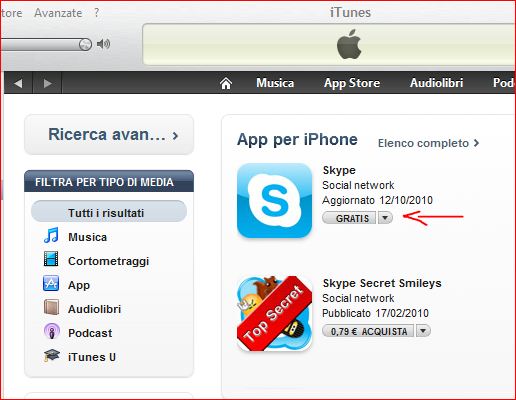 tore Avanzate ?
iTunes
Musica App Store Audiolibri Pod
Ricerca avan… ›
FILTRA PER TIPO DI MEDIA
Tutti i risultati
Musica
Cortometraggi
App
Audiolibri
Podcast
iTunes U
App per iPhone Elenco completo ›
S
Skype
Social network
Aggiornato 12/10/2010
GRATIS
Top Secret
Skype Secret Smileys
Social network
Pubblicato 17/02/2010
0,79 € ACQUISTA